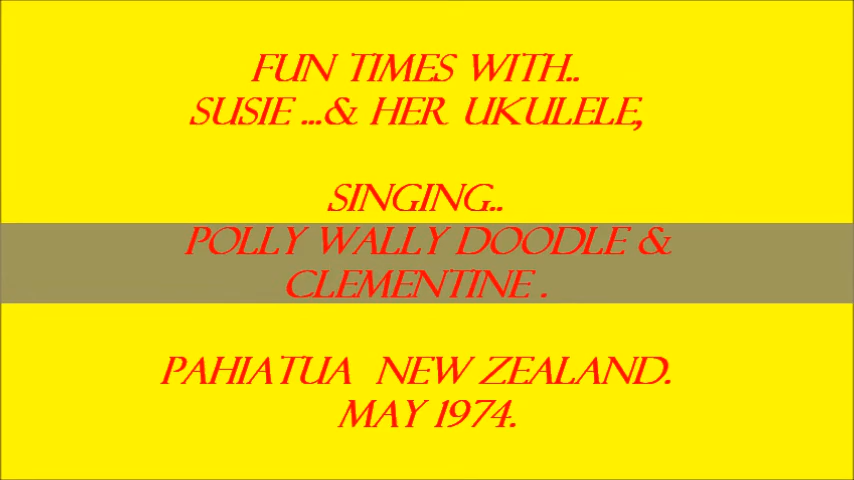 FUN TIMES WITH..
SUSIE ...& HER UKULELE,
SINGING..
POLLY WALLY DOODLE &
CLEMENTINE .
PAHIATUA NEW ZEALAND.
MAY 1974.